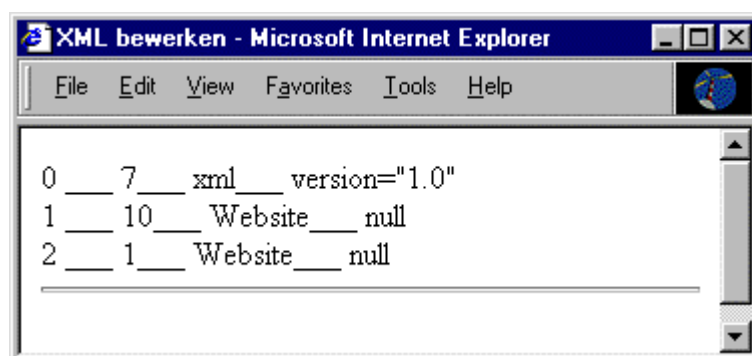 XML bewerken - Microsoft Internet Explorer
File Edit View Favorites Tools Help
0 ___ 7___ xml___ version="1.0"
1 ___ 10___ Website___ null
2 ___ 1___ Website___ null